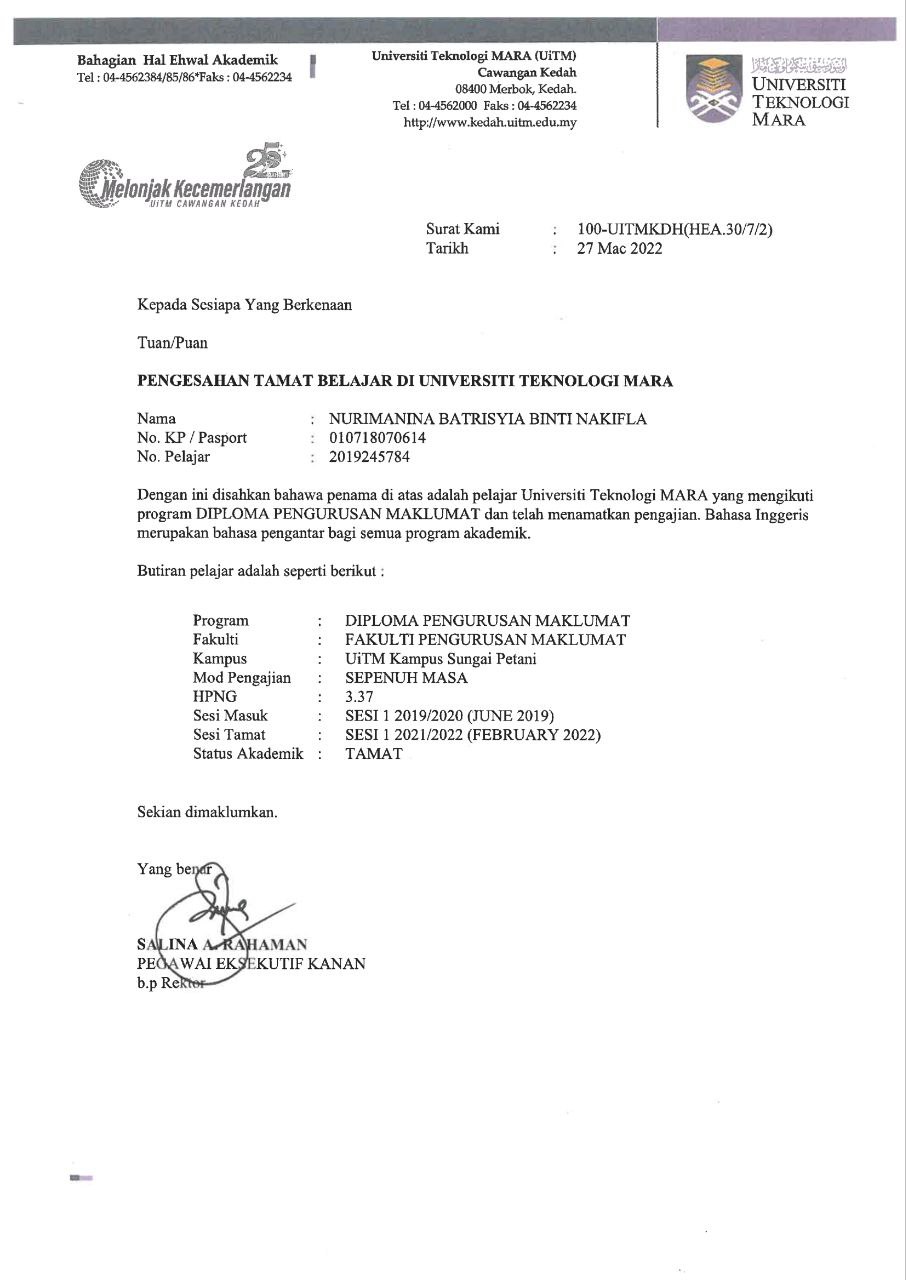 Bahagian Hal Ehwal Akademik
Tel : 04-4562384/85/86*Faks : 04-4562234
Universiti Teknologi MARA (UiTM)
Cawangan Kedah
08400 Merbok, Kedah.
Tel : 04-4562000 Faks : 04-4562234
http://www.kedah.uitm.edu.my
UNIVERSITI
TEKNOLOGI
MARA
25
Melonjak Kecemerlangan
UiTM CAWANGAN KEDAH
Surat Kami : 100-UITMKDH(HEA.30/7/2)
Tarikh : 27 Mac 2022
Kepada Sesiapa Yang Berkenaan
Tuan/Puan
PENGESAHAN TAMAT BELAJAR DI UNIVERSITI TEKNOLOGI MARA
Nama : NURIMANINA BATRISYIA BINTI NAKIFLA
No. KP / Pasport : 010718070614
No. Pelajar : 2019245784
Dengan ini disahkan bahawa penama di atas adalah pelajar Universiti Teknologi MARA yang mengikuti
program DIPLOMA PENGURUSAN MAKLUMAT dan telah menamatkan pengajian. Bahasa Inggeris
merupakan bahasa pengantar bagi semua program akademik.
Butiran pelajar adalah seperti berikut :
Program : DIPLOMA PENGURUSAN MAKLUMAT
Fakulti : FAKULTI PENGURUSAN MAKLUMAT
Kampus : UiTM Kampus Sungai Petani
Mod Pengajian : SEPENUH MASA
HPNG : 3.37
Sesi Masuk : SESI 1 2019/2020 (JUNE 2019)
Sesi Tamat : SESI 1 2021/2022 (FEBRUARY 2022)
Status Akademik : TAMAT
Sekian dimaklumkan.
Yang benar
SALINA A. RAHAMAN
PEGAWAI EKSEKUTIF KANAN
b.p Rektor